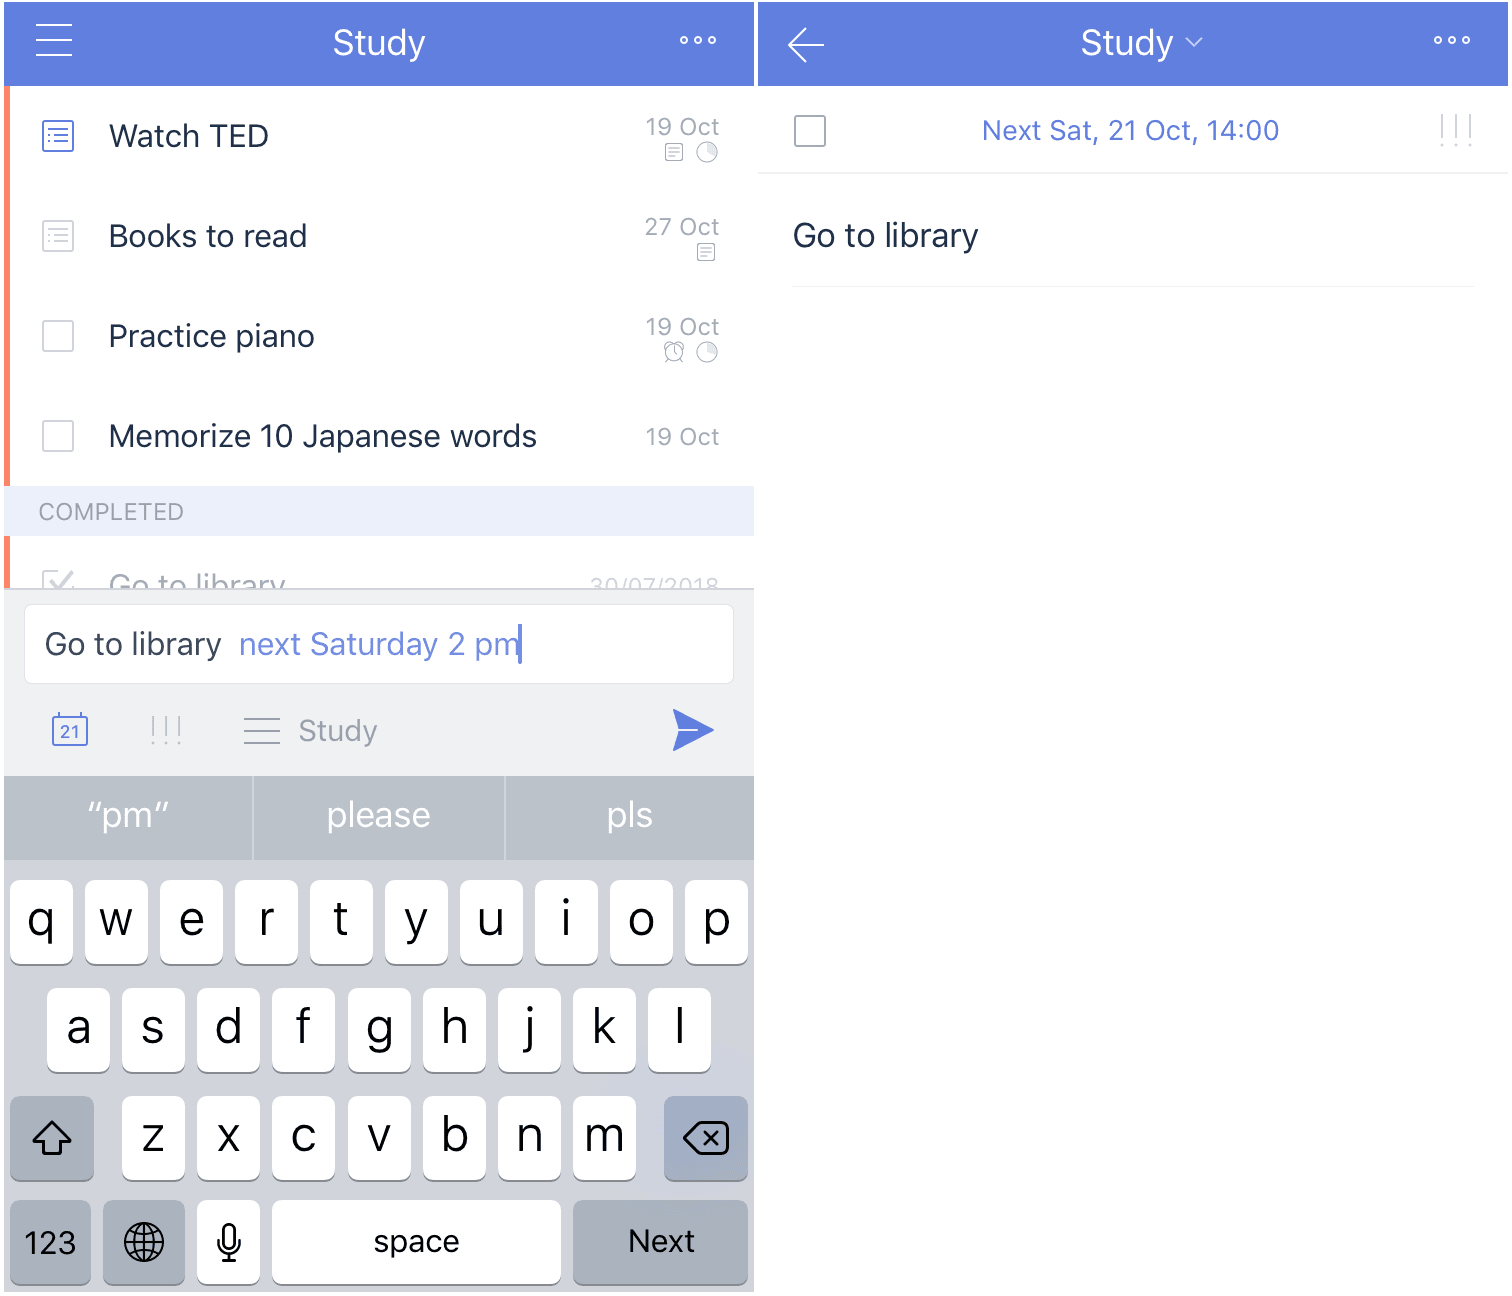 Study
Watch TED
19 Oct
Books to read
27 Oct
Practice piano
19 Oct
Memorize 10 Japanese words
19 Oct
COMPLETED
Go to library
30/07/2018
Go to library next Saturday 2 pm
21
!!!
Study
“pm”
please
pls
q w e r t y u i o p
a s d f g h j k l
z x c v b n m
123
space
Next
Study
Next Sat, 21 Oct, 14:00
!!!
Go to library